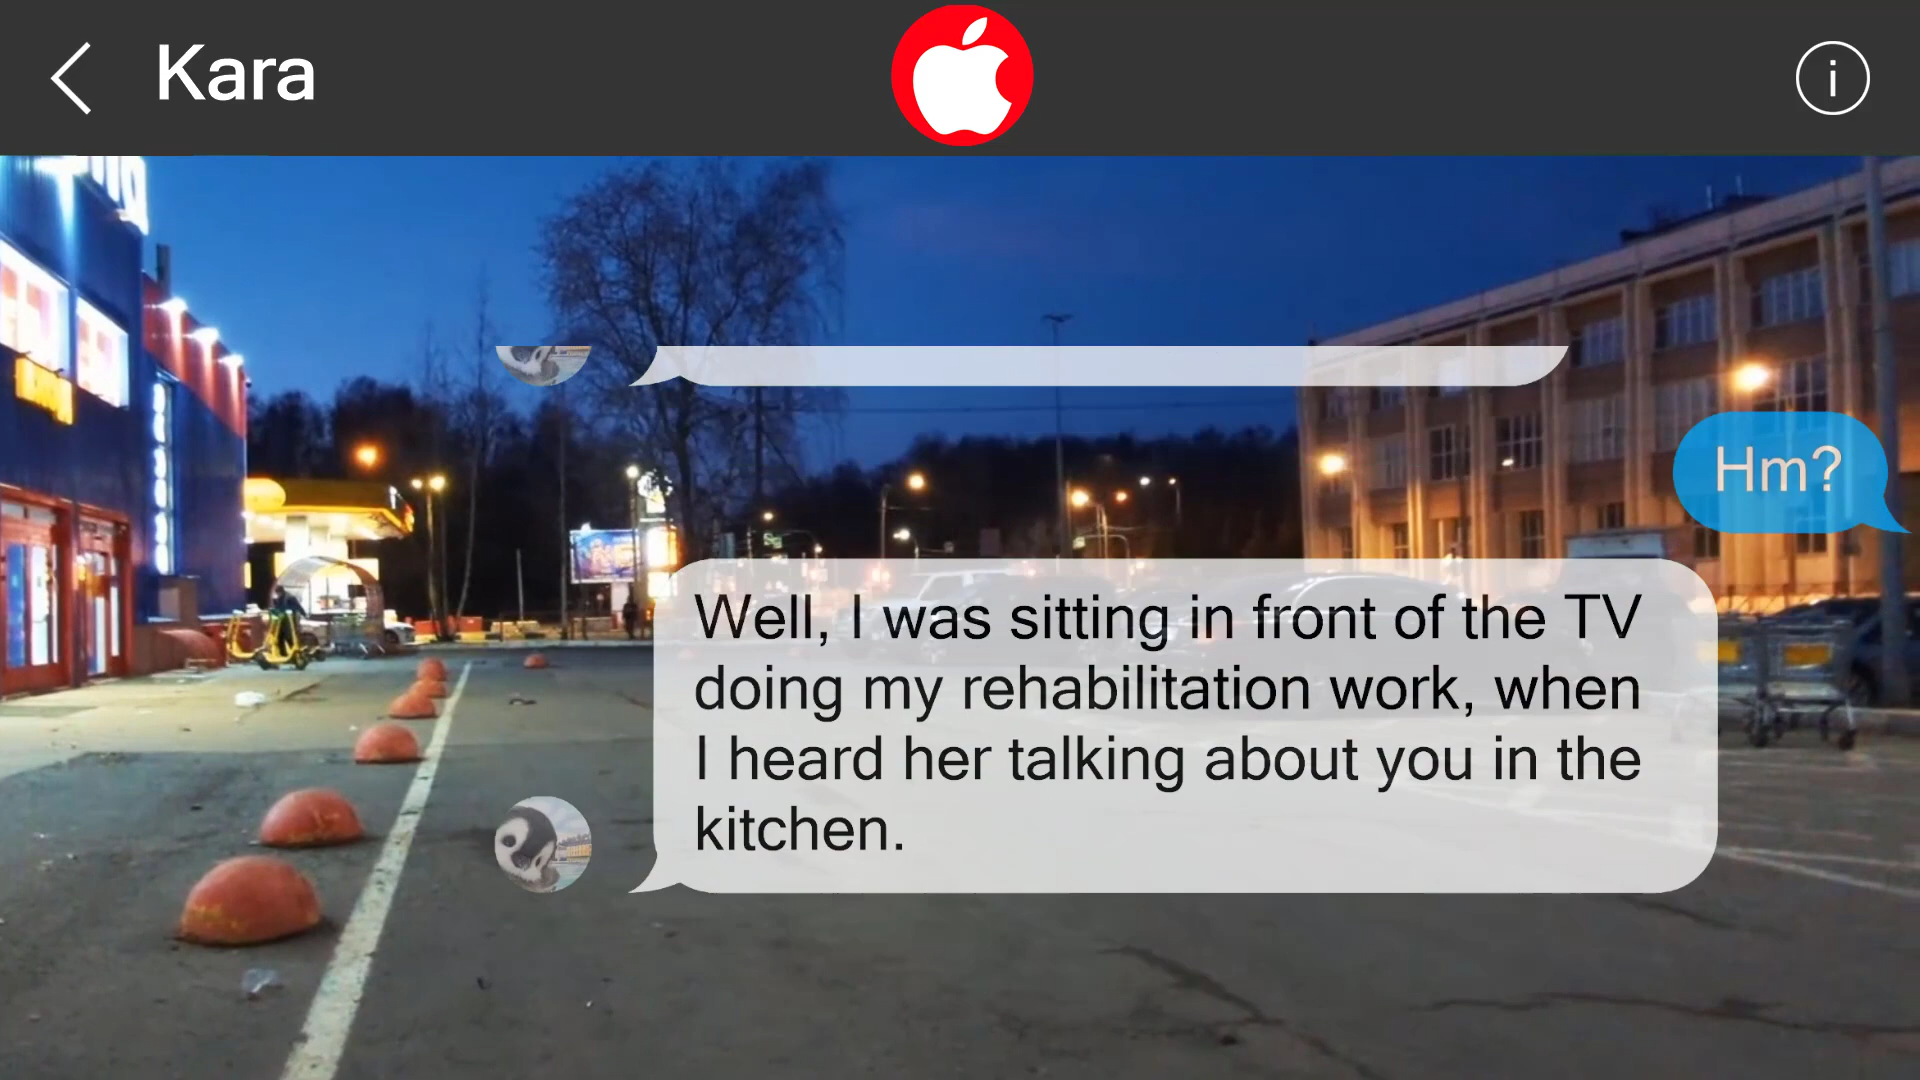 Kara
Hm?
Well, I was sitting in front of the TV
doing my rehabilitation work, when
I heard her talking about you in the
kitchen.